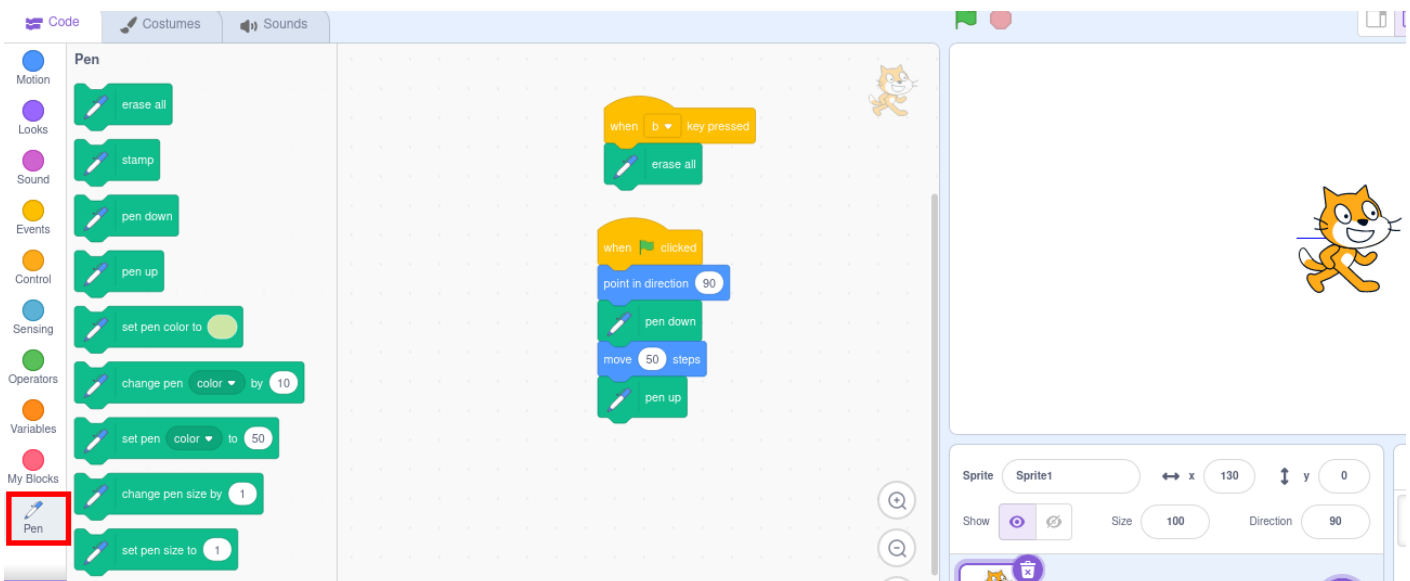 Code
Costumes
Sounds
Motion
Looks
Sound
Events
Control
Sensing
Operators
Variables
My Blocks
Pen
Pen
erase all
stamp
pen down
pen up
set pen color to
change pen color by 10
set pen color to 50
change pen size by 1
set pen size to 1
when b key pressed
erase all
when clicked
point in direction 90
pen down
move 50 steps
pen up
Sprite Sprite1 x 130 y 0
Show Size 100 Direction 90